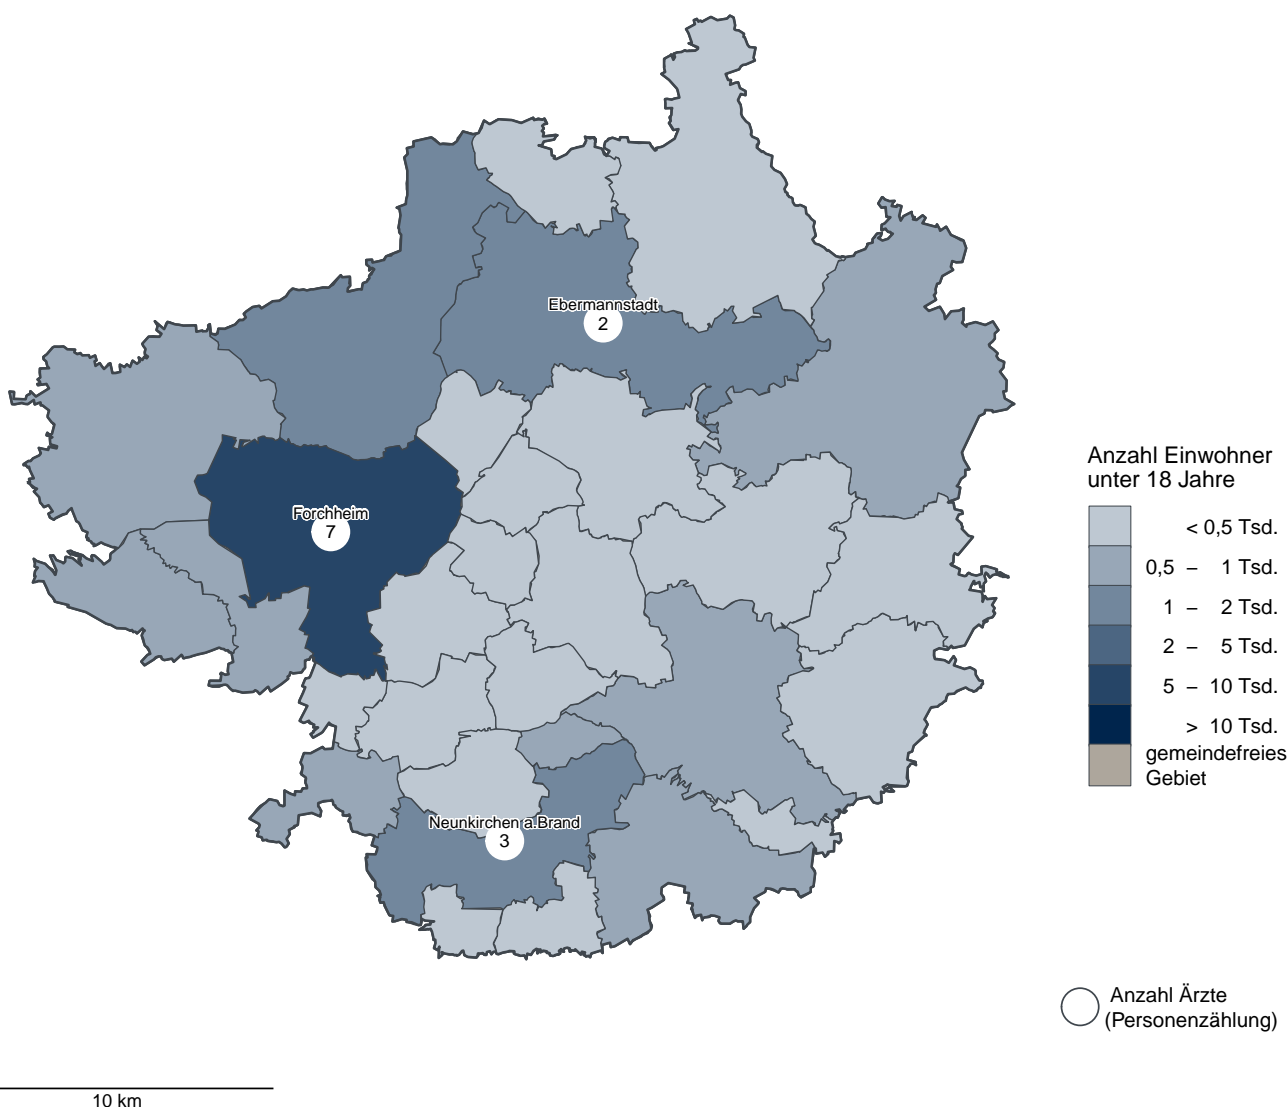 Ebermannstadt
2
Forchheim
7
Neunkirchen a.Brand
3
Anzahl Einwohner
unter 18 Jahre
< 0,5 Tsd.
0,5 – 1 Tsd.
1 – 2 Tsd.
2 – 5 Tsd.
5 – 10 Tsd.
> 10 Tsd.
gemeindefreies
Gebiet
Anzahl Ärzte
(Personenzählung)
10 km